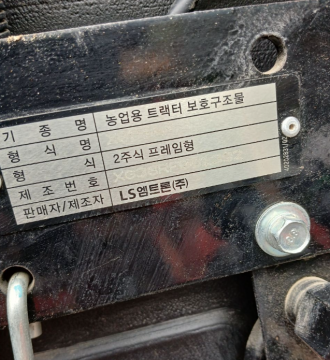 기 종 명 농업용 트랙터 보호구조물
형 식 명
형 식 2주식 프레임형
제 조 번 호
판매자/제조자 LS엠트론(주)